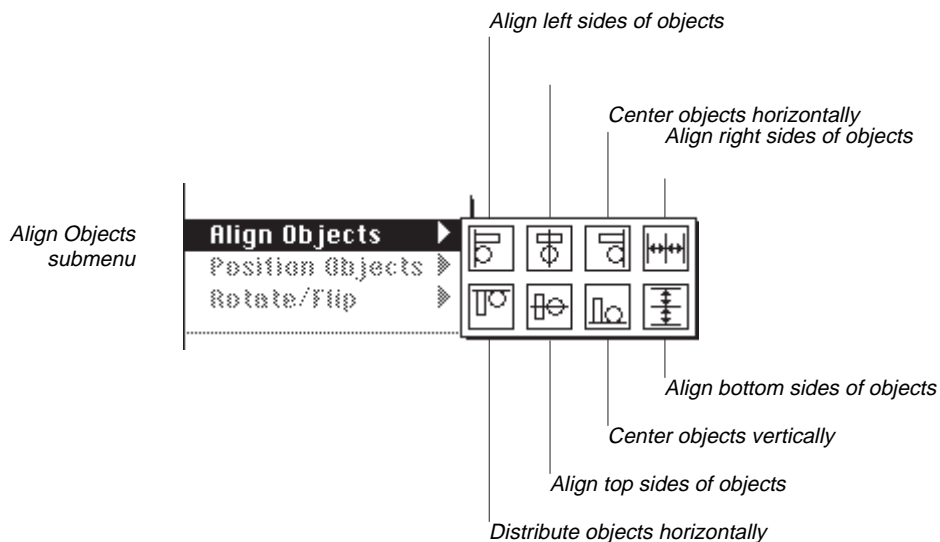 Align left sides of objects
Center objects horizontally
Align right sides of objects
Align Objects
submenu
Align Objects
Position Objects
Rotate/Flip
Align bottom sides of objects
Center objects vertically
Align top sides of objects
Distribute objects horizontally